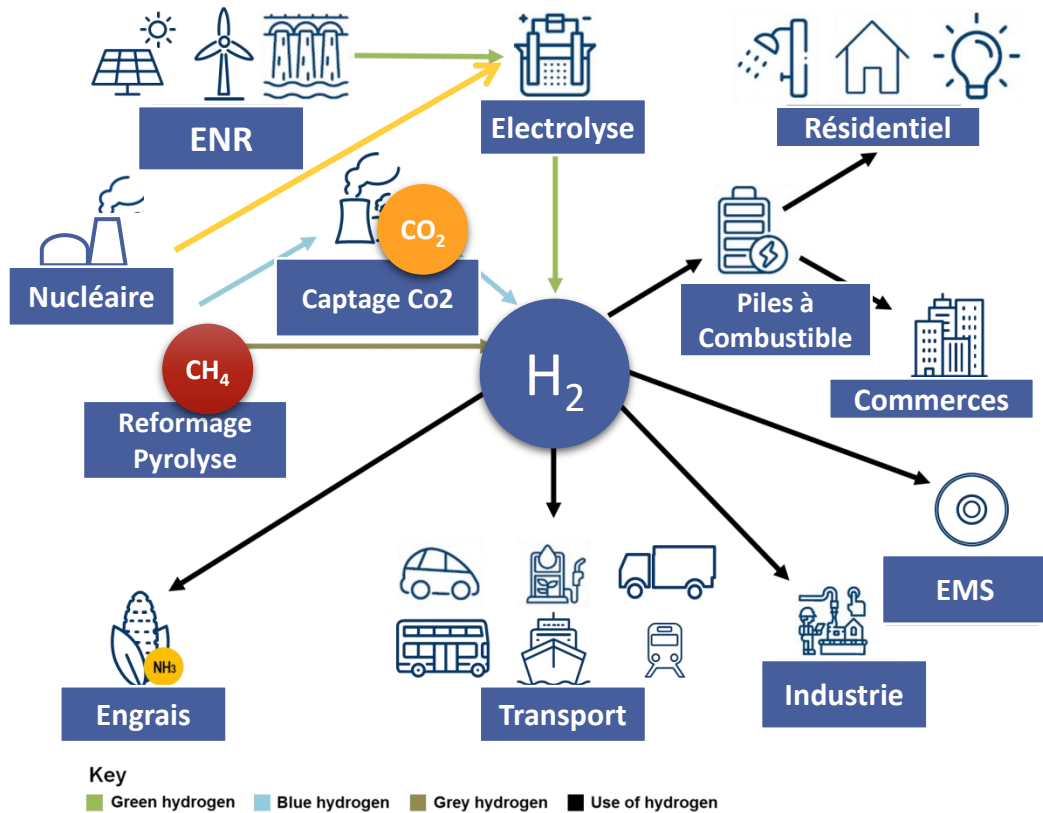 ENR
Electrolyse
Résidentiel
Nucléaire
CO₂
Captage Co2
CH₄
Reformage
Pyrolyse
H₂
Piles à
Combustible
Commerces
EMS
NH₃
Engrais
Transport
Industrie
Key
Green hydrogen Blue hydrogen Grey hydrogen Use of hydrogen